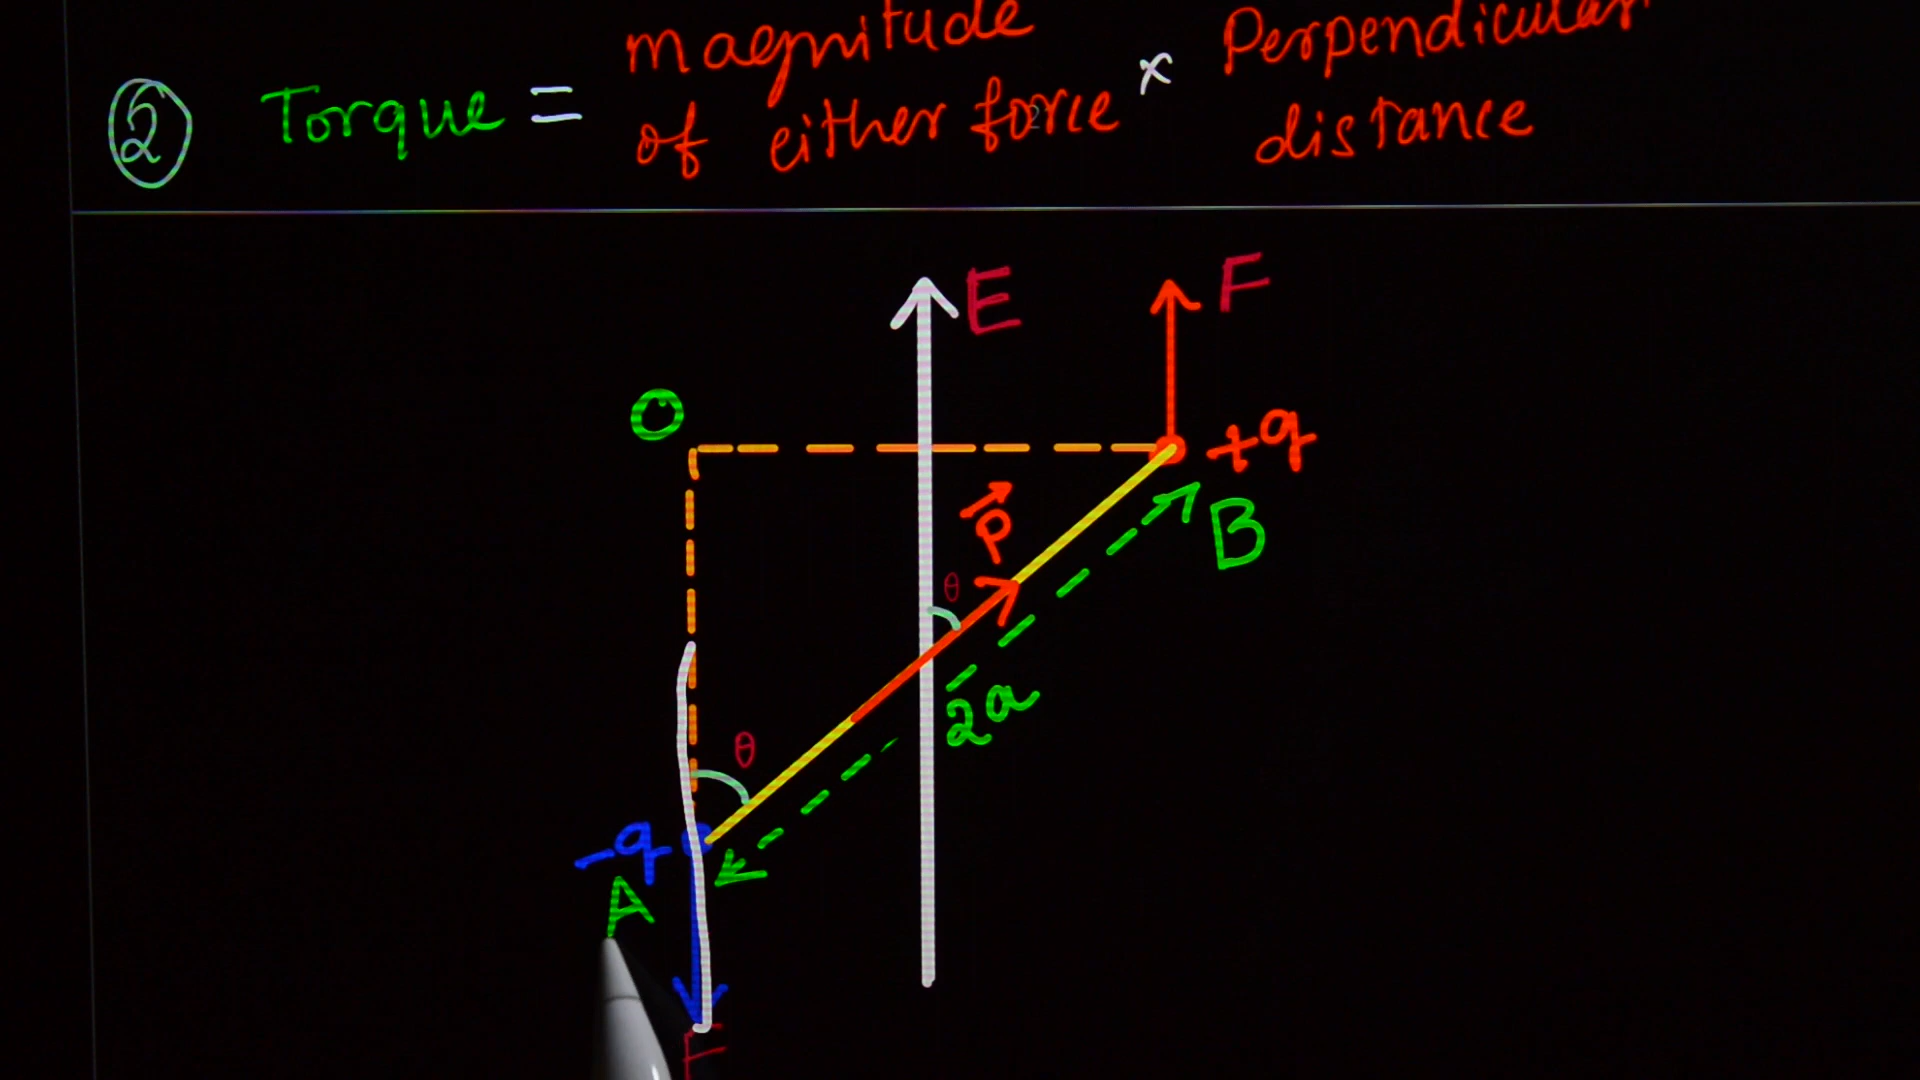 ② Torque = magnitude of either force × Perpendicular distance
E
F
O
+q
p⃗
B
θ
2a
θ
-q
A
F